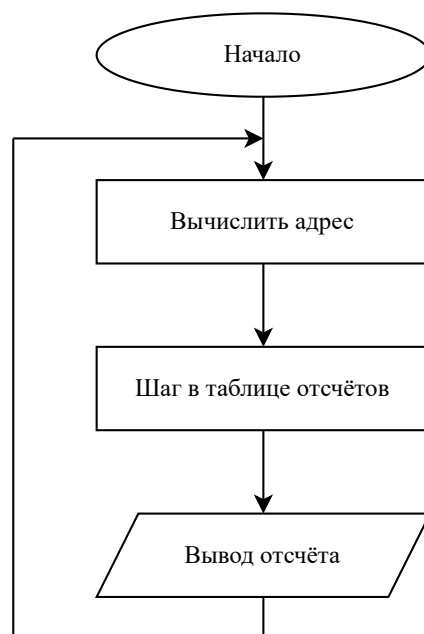 Начало
Вычислить адрес
Шаг в таблице отсчётов
Вывод отсчёта